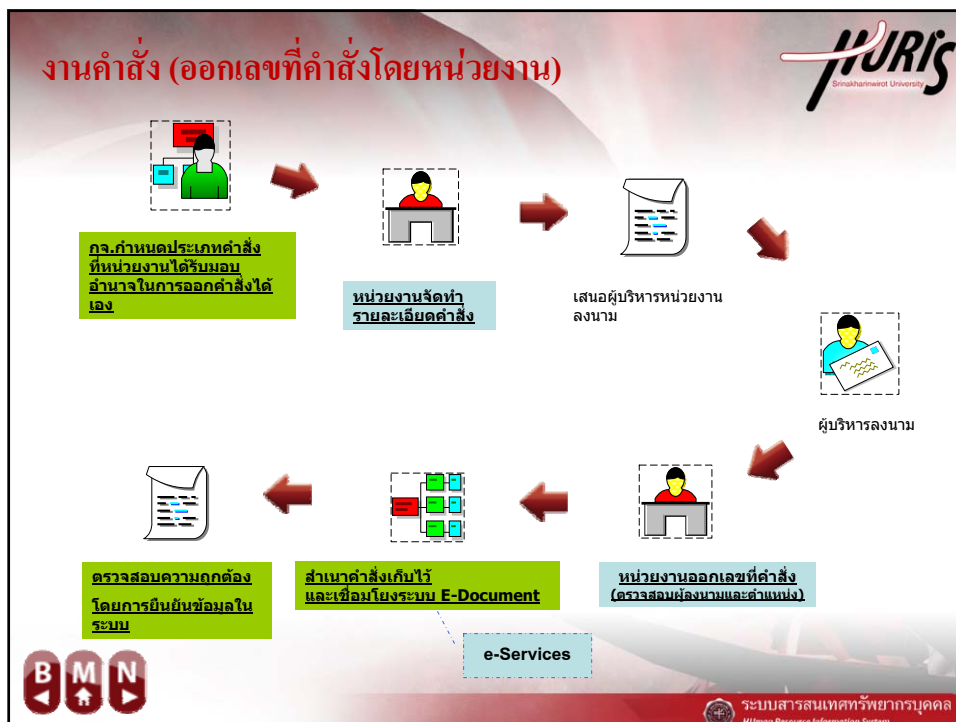 งานคำสั่ง (ออกเลขที่คำสั่งโดยหน่วยงาน)
HURIS
Srinakharinwirot University
กจ.กำหนดประเภทคำสั่ง
ที่หน่วยงานได้รับมอบ
อำนาจในการออกคำสั่งได้
เอง
หน่วยงานจัดทำ
รายละเอียดคำสั่ง
เสนอผู้บริหารหน่วยงาน
ลงนาม
ผู้บริหารลงนาม
หน่วยงานออกเลขที่คำสั่ง
(ตรวจสอบผู้ลงนามและตำแหน่ง)
สำเนาคำสั่งเก็บไว้
และเชื่อมโยงระบบ E-Document
ตรวจสอบความถูกต้อง
โดยการยืนยันข้อมูลใน
ระบบ
e-Services
B M N
ระบบสารสนเทศทรัพยากรบุคคล
HUman Resource Information System